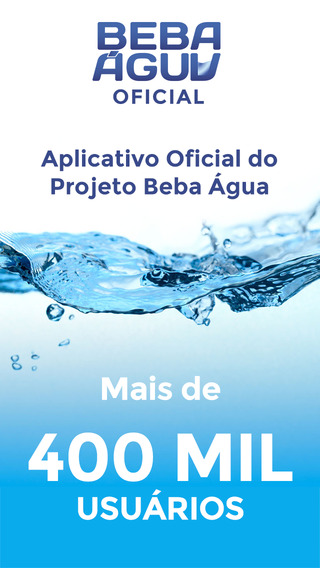 BEBA
ÁGUA
OFICIAL
Aplicativo Oficial do
Projeto Beba Água
Mais de
400 MIL
USUÁRIOS